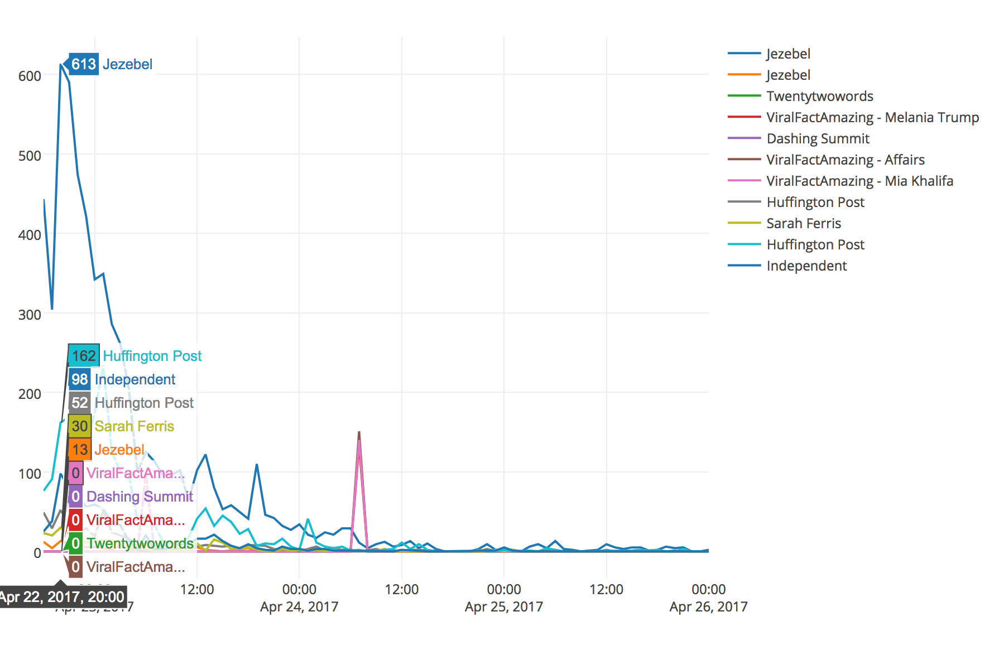 613 Jezebel
600
500
400
300
200
100
0
162 Huffington Post
98 Independent
52 Huffington Post
30 Sarah Ferris
13 Jezebel
0 ViralFactAma...
0 Dashing Summit
0 ViralFactAma...
0 Twentytwowords
0 ViralFactAma...
Apr 22, 2017, 20:00
12:00
00:00
12:00
00:00
12:00
00:00
Apr 23, 2017
Apr 24, 2017
Apr 25, 2017
Apr 26, 2017
Jezebel
Jezebel
Twentytwowords
ViralFactAmazing - Melania Trump
Dashing Summit
ViralFactAmazing - Affairs
ViralFactAmazing - Mia Khalifa
Huffington Post
Sarah Ferris
Huffington Post
Independent